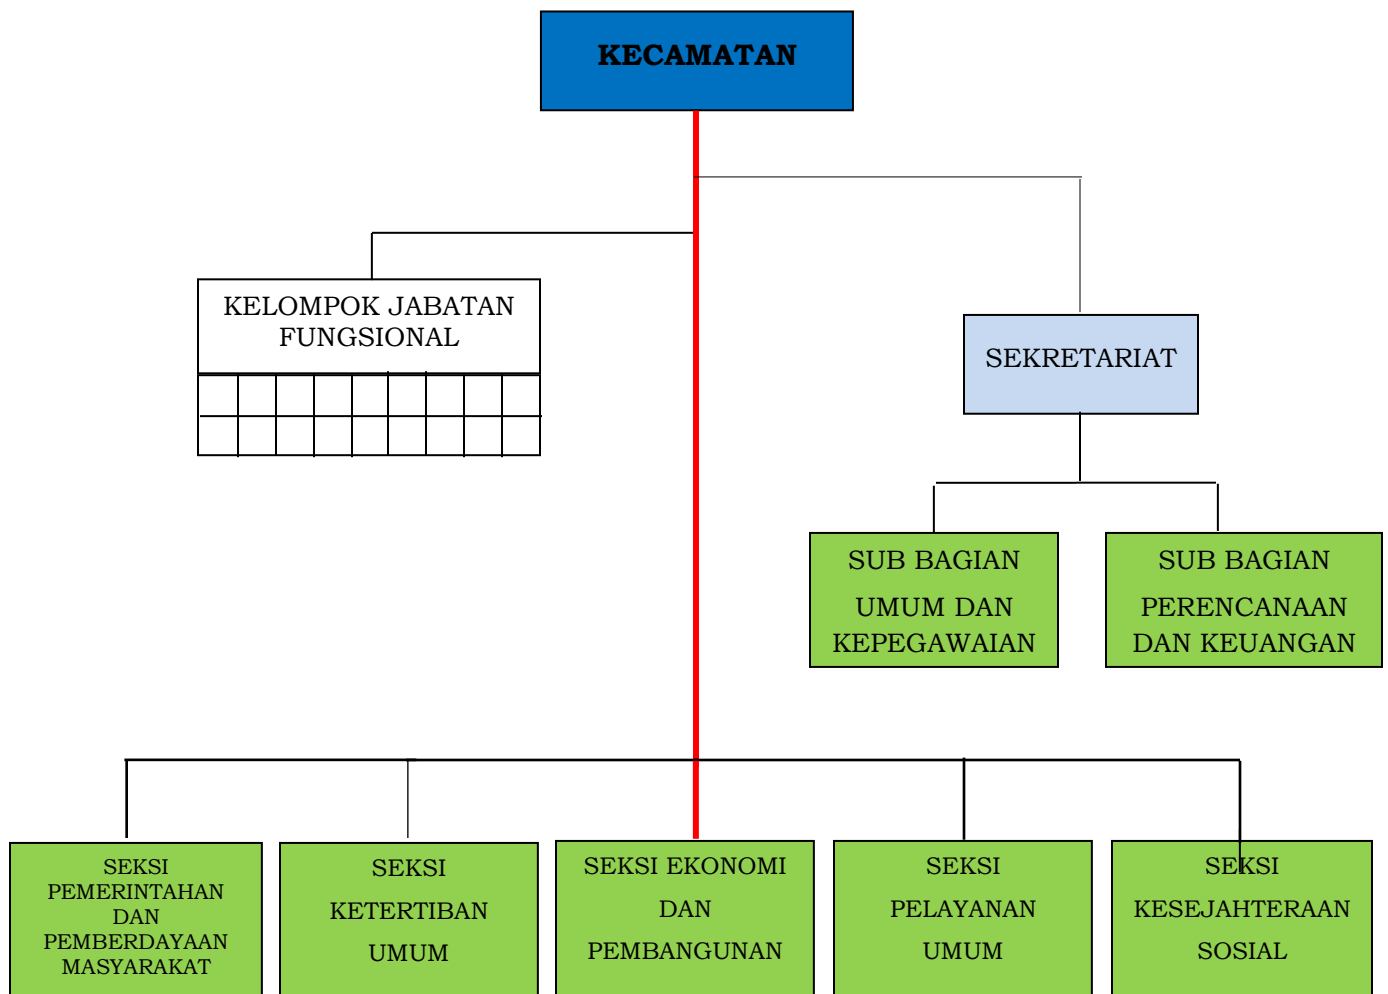 KECAMATAN
KELOMPOK JABATAN
FUNGSIONAL
SEKRETARIAT
SUB BAGIAN
UMUM DAN
KEPEGAWAIAN
SUB BAGIAN
PERENCANAAN
DAN KEUANGAN
SEKSI
PEMERINTAHAN
DAN
PEMBERDAYAAN
MASYARAKAT
SEKSI
KETERTIBAN
UMUM
SEKSI EKONOMI
DAN
PEMBANGUNAN
SEKSI
PELAYANAN
UMUM
SEKSI
KESEJAHTERAAN
SOSIAL